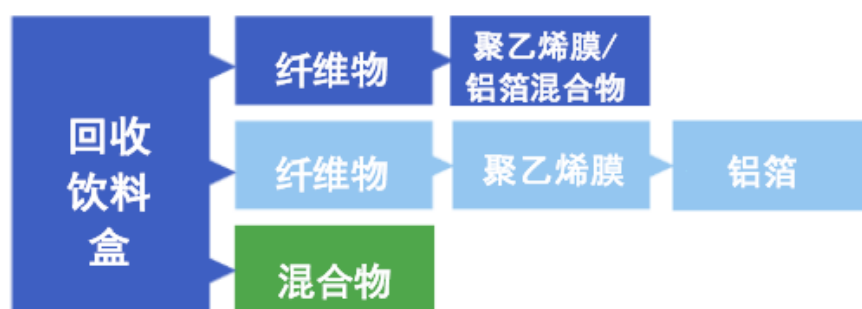 回收
饮料
盒
纤维物
聚乙烯膜/
铝箔混合物
纤维物
聚乙烯膜
铝箔
混合物